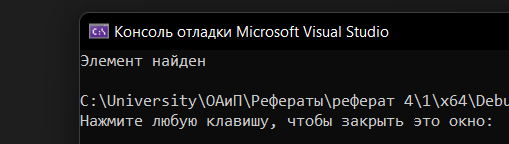 Консоль отладки Microsoft Visual Studio
Элемент найден
C:\University\ОАиП\Рефераты\реферат 4\1\x64\Debu
Нажмите любую клавишу, чтобы закрыть это окно: